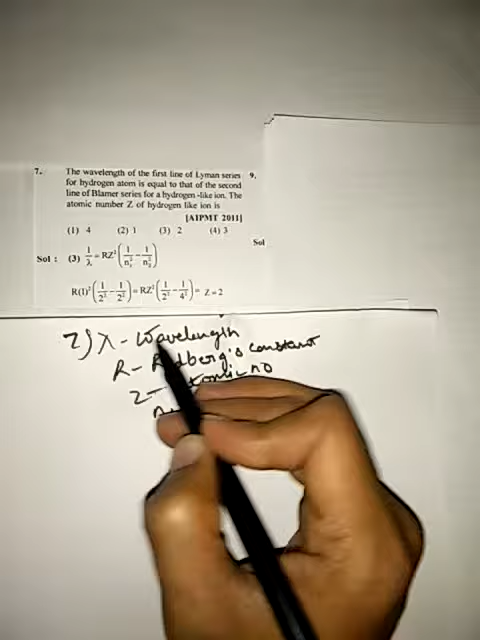 7. The wavelength of the first line of Lyman series 9.
for hydrogen atom is equal to that of the second
line of Blamer series for a hydrogen -like ion. The
atomic number Z of hydrogen like ion is
[AIPMT 2011]
(1) 4 (2) 1 (3) 2 (4) 3
Sol
Sol : (3) 1/λ = RZ² (1/n₁² - 1/n₂²)
R(1)² (1/2² - 1/2²) = RZ² (1/2² - 1/4²) = Z = 2
λ - Wavelength
R - constant
Z -